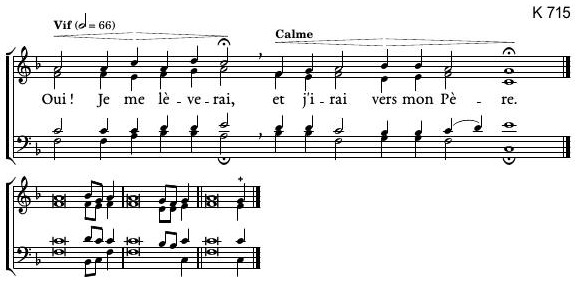 K 715
Vif (𝅗𝅥 = 66)
Calme
Oui ! Je me lè - ve - rai, et j'i - rai vers mon Pè - re.